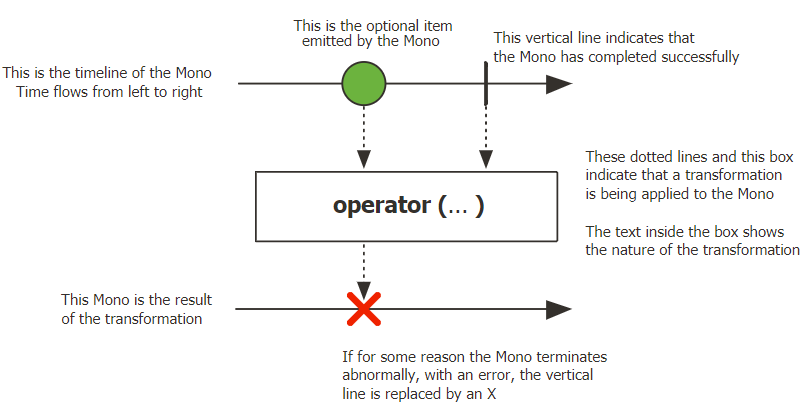 This is the optional item
emitted by the Mono
This vertical line indicates that
the Mono has completed successfully
This is the timeline of the Mono
Time flows from left to right
These dotted lines and this box
indicate that a transformation
is being applied to the Mono
operator (... )
The text inside the box shows
the nature of the transformation
This Mono is the result
of the transformation
If for some reason the Mono terminates
abnormally, with an error, the vertical
line is replaced by an X